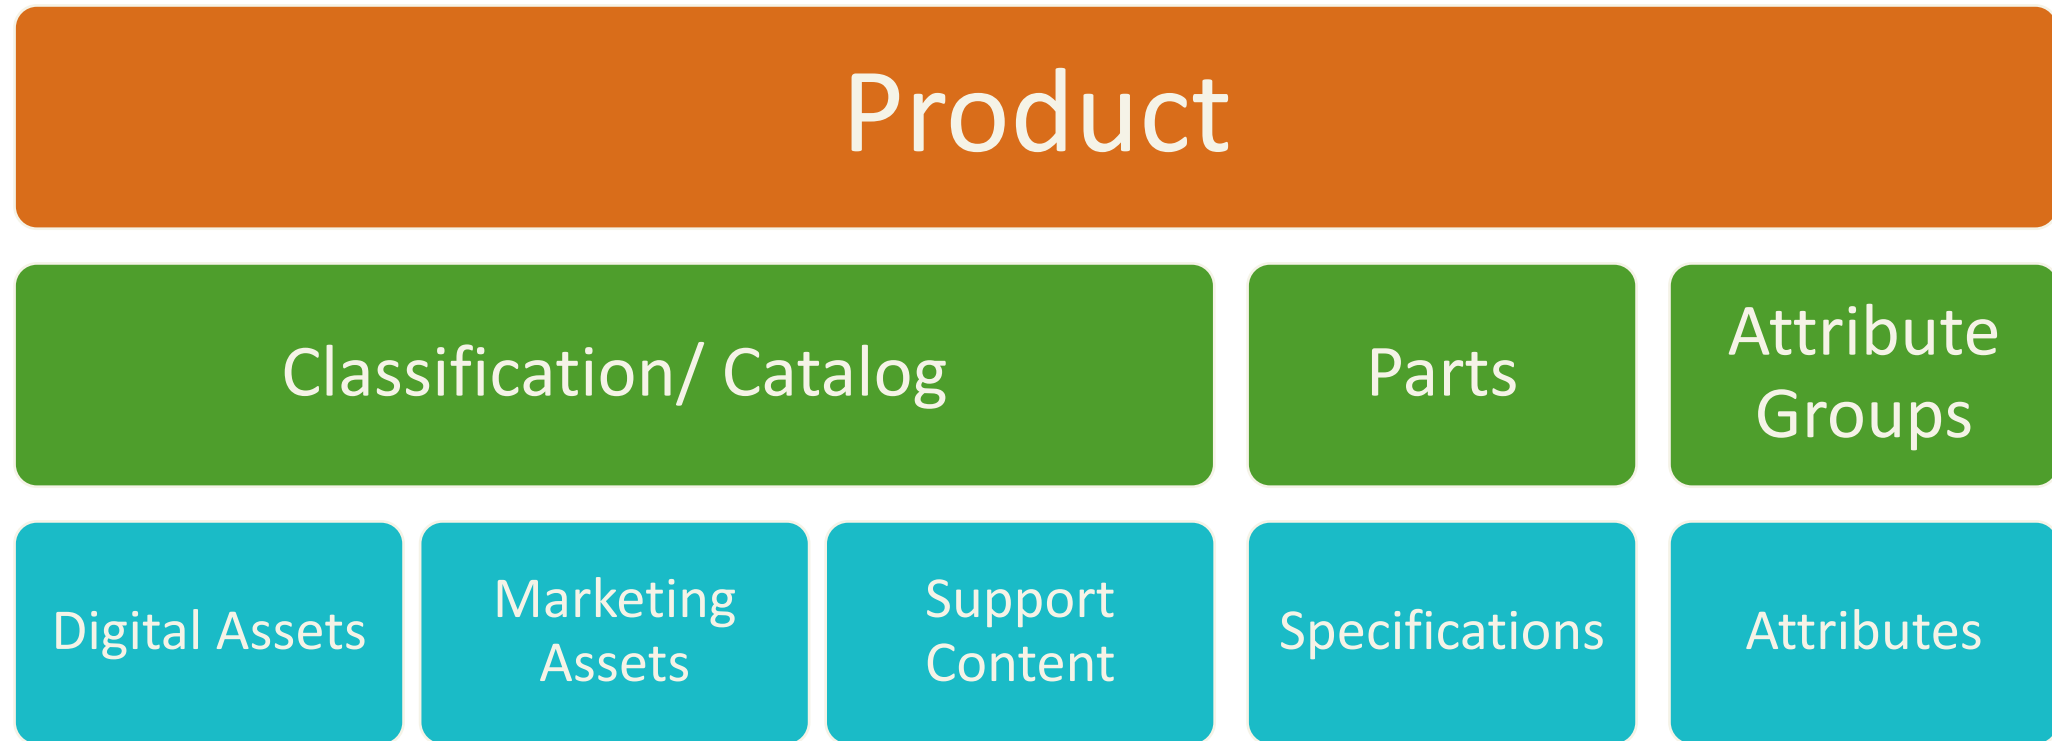 Product
Classification/ Catalog
Parts
Attribute
Groups
Digital Assets
Marketing
Assets
Support
Content
Specifications
Attributes